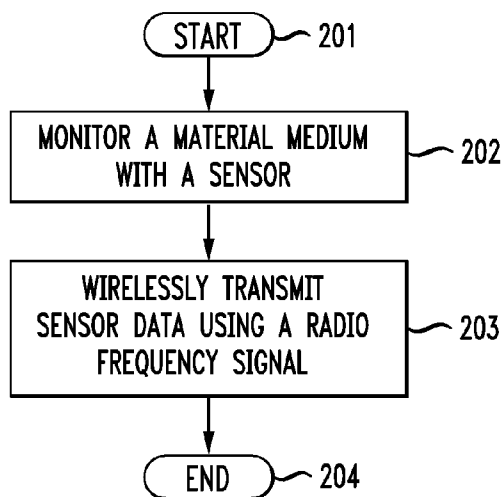 START
201
MONITOR A MATERIAL MEDIUM
WITH A SENSOR
202
WIRELESSLY TRANSMIT
SENSOR DATA USING A RADIO
FREQUENCY SIGNAL
203
END
204